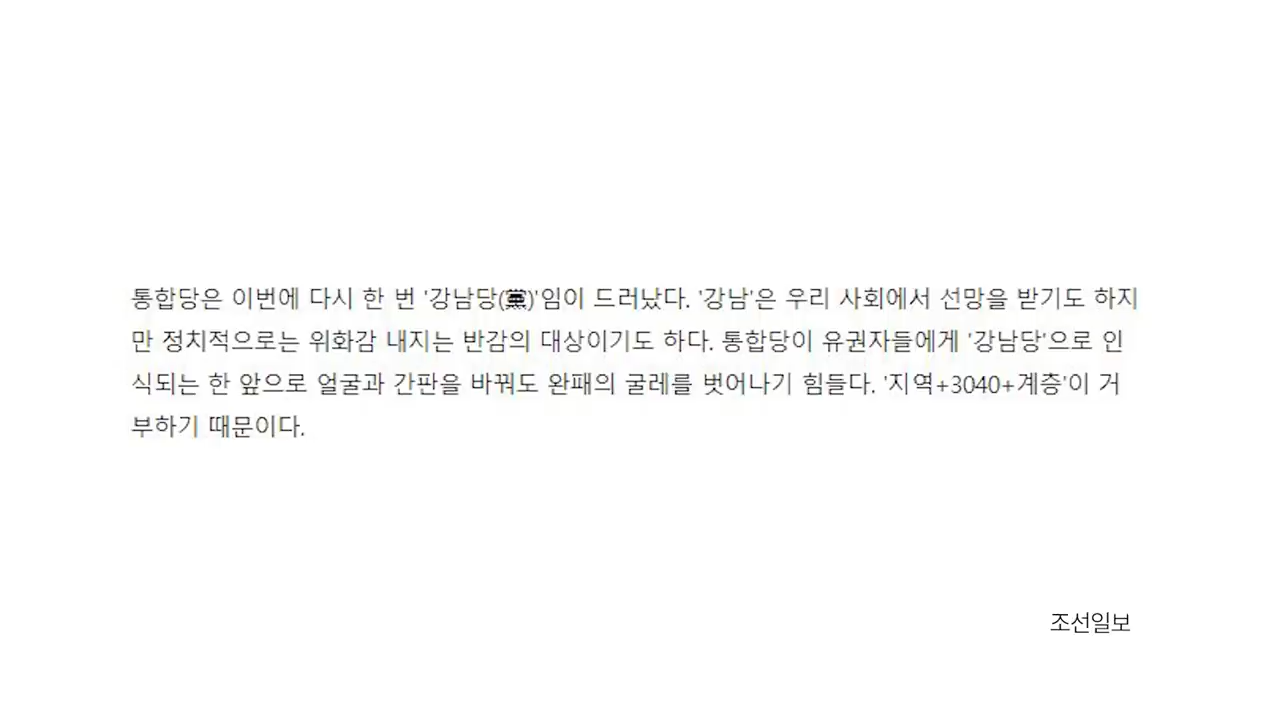 통합당은 이번에 다시 한 번 '강남당(黨)'임이 드러났다. '강남'은 우리 사회에서 선망을 받기도 하지
만 정치적으로는 위화감 내지는 반감의 대상이기도 하다. 통합당이 유권자들에게 '강남당'으로 인
식되는 한 앞으로 얼굴과 간판을 바꿔도 완패의 굴레를 벗어나기 힘들다. '지역+3040+계층'이 거
부하기 때문이다.
조선일보